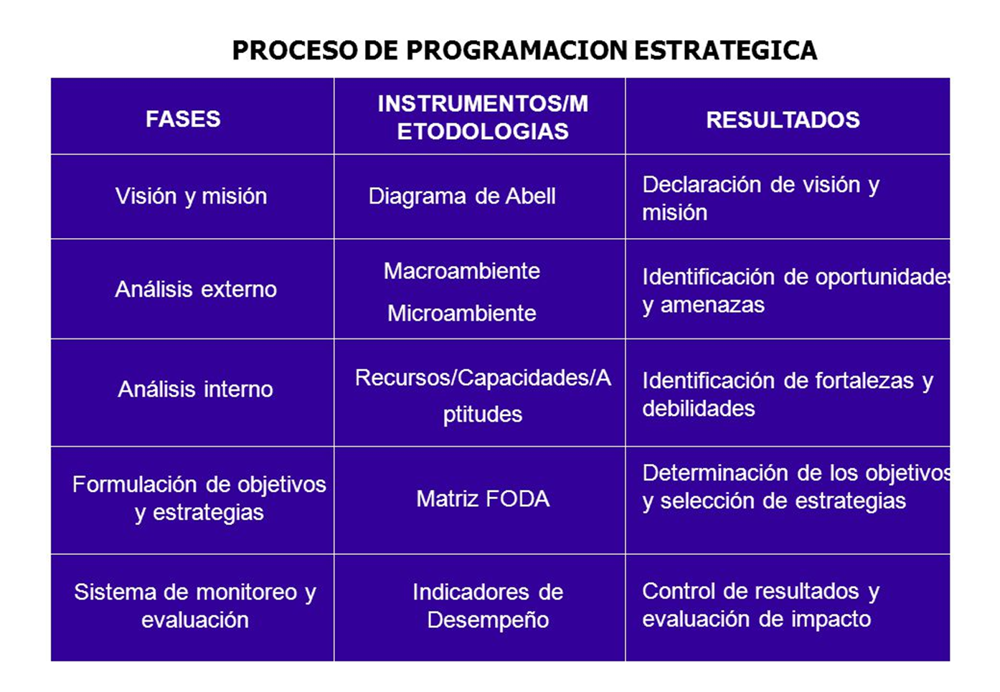 PROCESO DE PROGRAMACION ESTRATEGICA
FASES
INSTRUMENTOS/M
ETODOLOGIAS
RESULTADOS
Visión y misión
Diagrama de Abell
Declaración de visión y
misión
Análisis externo
Macroambiente
Microambiente
Identificación de oportunidades
y amenazas
Análisis interno
Recursos/Capacidades/A
ptitudes
Identificación de fortalezas y
debilidades
Formulación de objetivos
y estrategias
Matriz FODA
Determinación de los objetivos
y selección de estrategias
Sistema de monitoreo y
evaluación
Indicadores de
Desempeño
Control de resultados y
evaluación de impacto